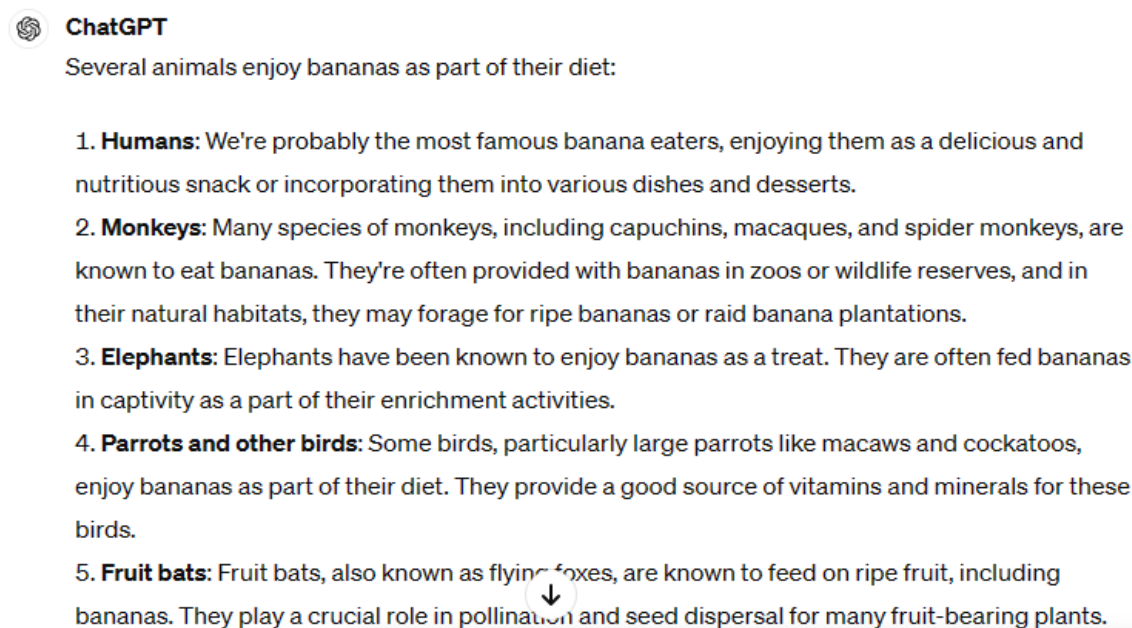 ChatGPT
Several animals enjoy bananas as part of their diet:
1. Humans: We're probably the most famous banana eaters, enjoying them as a delicious and
nutritious snack or incorporating them into various dishes and desserts.
2. Monkeys: Many species of monkeys, including capuchins, macaques, and spider monkeys, are
known to eat bananas. They're often provided with bananas in zoos or wildlife reserves, and in
their natural habitats, they may forage for ripe bananas or raid banana plantations.
3. Elephants: Elephants have been known to enjoy bananas as a treat. They are often fed bananas
in captivity as a part of their enrichment activities.
4. Parrots and other birds: Some birds, particularly large parrots like macaws and cockatoos,
enjoy bananas as part of their diet. They provide a good source of vitamins and minerals for these
birds.
5. Fruit bats: Fruit bats, also known as flying foxes, are known to feed on ripe fruit, including
bananas. They play a crucial role in pollination and seed dispersal for many fruit-bearing plants.